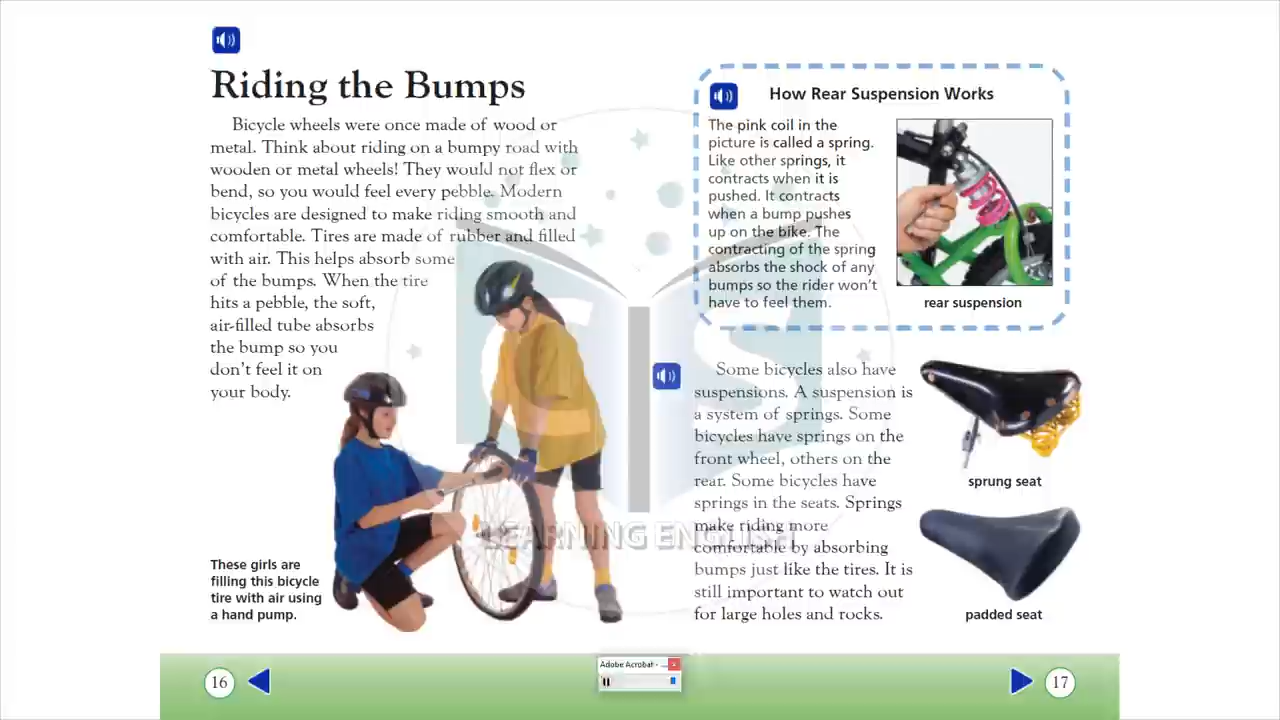 Riding the Bumps
Bicycle wheels were once made of wood or
metal. Think about riding on a bumpy road with
wooden or metal wheels! They would not flex or
bend, so you would feel every pebble. Modern
bicycles are designed to make riding smooth and
comfortable. Tires are made of rubber and filled
with air. This helps absorb some
of the bumps. When the tire
hits a pebble, the soft,
air-filled tube absorbs
the bump so you
don't feel it on
your body.
These girls are
filling this bicycle
tire with air using
a hand pump.
16
How Rear Suspension Works
The pink coil in the
picture is called a spring.
Like other springs, it
contracts when it is
pushed. It contracts
when a bump pushes
up on the bike. The
contracting of the spring
absorbs the shock of any
bumps so the rider won't
have to feel them.
rear suspension
Some bicycles also have
suspensions. A suspension is
a system of springs. Some
bicycles have springs on the
front wheel, others on the
rear. Some bicycles have
springs in the seats. Springs
make riding more
comfortable by absorbing
bumps just like the tires. It is
still important to watch out
for large holes and rocks.
sprung seat
padded seat
17
LEARNING ENGLISH
Adobe Acrobat - ...